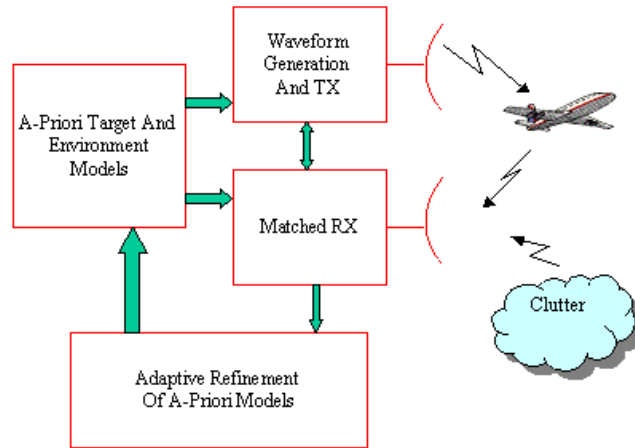 Waveform
Generation
And TX
A-Priori Target And
Environment
Models
Matched RX
Clutter
Adaptive Refinement
Of A-Priori Models